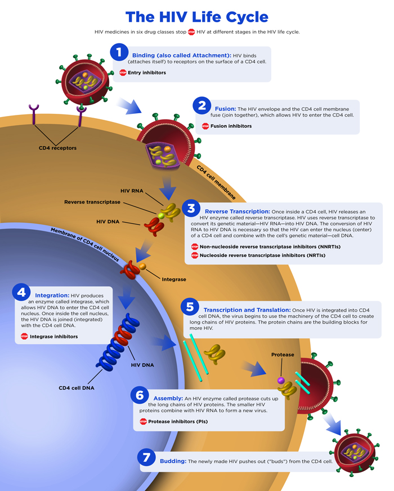 The HIV Life Cycle
HIV medicines in six drug classes stop STOP HIV at different stages in the HIV life cycle.
1
Binding (also called Attachment): HIV binds
(attaches itself) to receptors on the surface of a CD4 cell.
STOP Entry inhibitors
2
Fusion: The HIV envelope and the CD4 cell membrane
fuse (join together), which allows HIV to enter the CD4 cell.
STOP Fusion inhibitors
CD4 receptors
CD4 cell membrane
HIV RNA
Reverse transcriptase
HIV DNA
3
Reverse Transcription: Once inside a CD4 cell, HIV releases an
HIV enzyme called reverse transcriptase. HIV uses reverse transcriptase to
convert its genetic material—HIV RNA—into HIV DNA. The conversion of HIV
RNA to HIV DNA is necessary so that the HIV can enter the nucleus (center)
of a CD4 cell and combine with the cell's genetic material—cell DNA.
STOP Non-nucleoside reverse transcriptase inhibitors (NNRTIs)
STOP Nucleoside reverse transcriptase inhibitors (NRTIs)
Membrane of CD4 cell nucleus
Integrase
4
Integration: HIV produces
an enzyme called integrase, which
allows HIV DNA to enter the CD4 cell
nucleus. Once inside the cell nucleus,
the HIV DNA is joined (integrated)
with the CD4 cell DNA.
STOP Integrase inhibitors
5
Transcription and Translation: Once HIV is integrated into CD4
cell DNA, the virus begins to use the machinery of the CD4 cell to create
long chains of HIV proteins. The protein chains are the building blocks for
more HIV.
HIV DNA
CD4 cell DNA
Protease
6
Assembly: An HIV enzyme called protease cuts up
the long chains of HIV proteins. The smaller HIV
proteins combine with HIV RNA to form a new virus.
STOP Protease inhibitors (PIs)
7
Budding: The newly made HIV pushes out ("buds") from the CD4 cell.